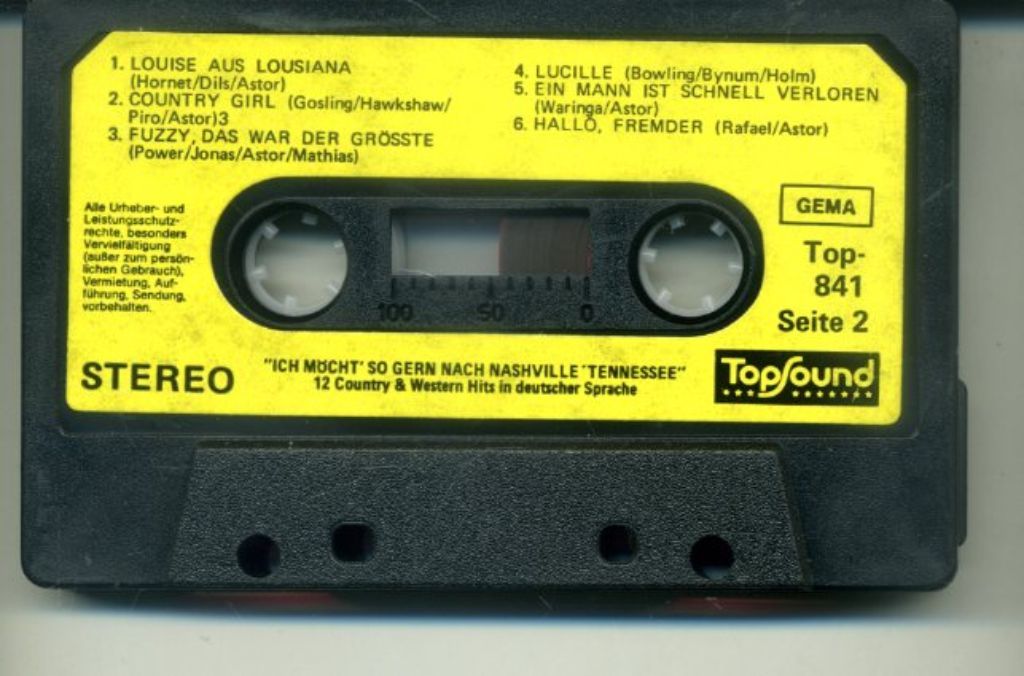 1. LOUISE AUS LOUSIANA
(Hornet/Dils/Astor)
2. COUNTRY GIRL (Gosling/Hawkshaw/
Piro/Astor)3
3. FUZZY, DAS WAR DER GRÖSSTE
(Power/Jonas/Astor/Mathias)
4. LUCILLE (Bowling/Bynum/Holm)
5. EIN MANN IST SCHNELL VERLOREN
(Waringa/Astor)
6. HALLO, FREMDER (Rafael/Astor)
Alle Urheber- und
Leistungsschutz-
rechte, besonders
Vervielfältigung
(außer zum persön-
lichen Gebrauch),
Vermietung, Auf-
führung, Sendung,
vorbehalten.
100 50 0
GEMA
Top-
841
Seite 2
STEREO
"ICH MÖCHT' SO GERN NACH NASHVILLE 'TENNESSEE"
12 Country & Western Hits in deutscher Sprache
TopSound